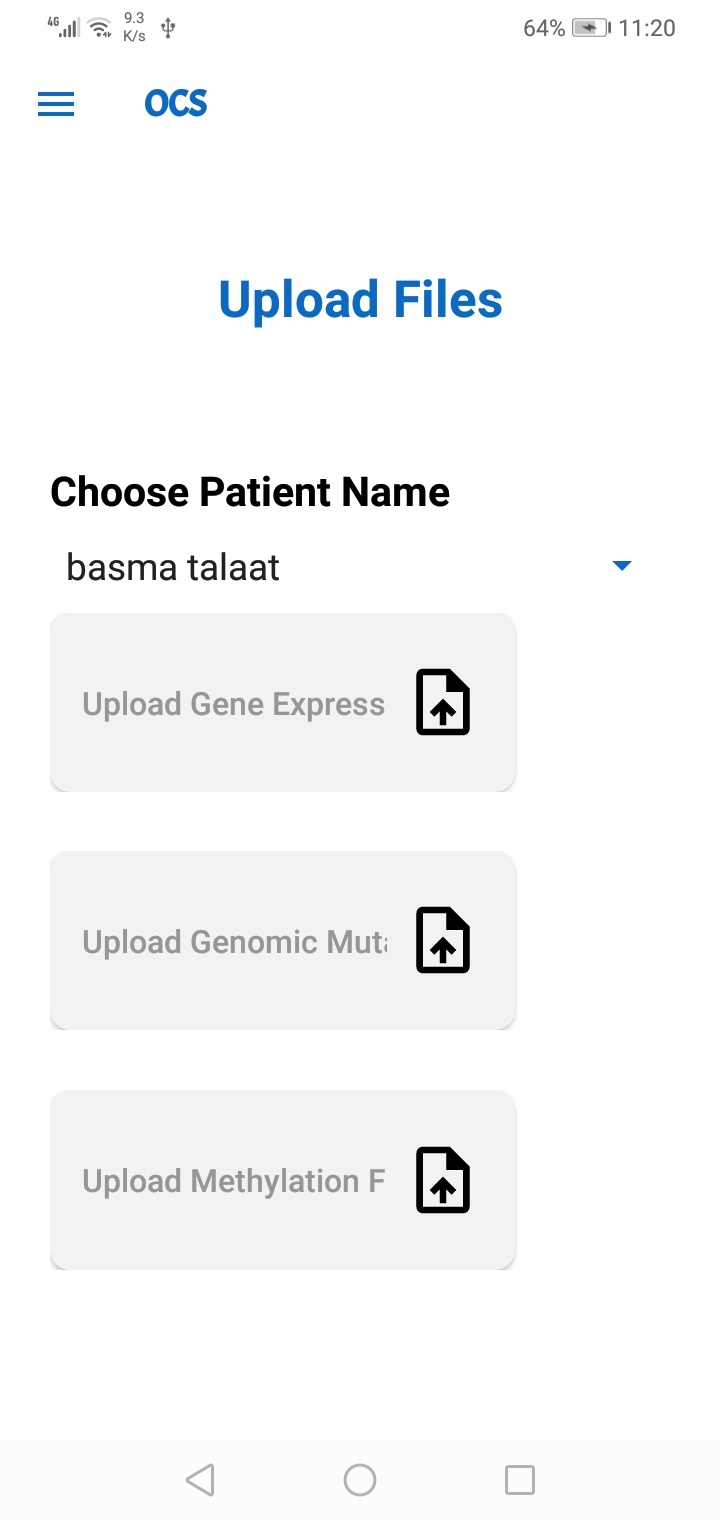 4G 9.3 K/s 64% 11:20
OCS
Upload Files
Choose Patient Name
basma talaat
Upload Gene Express
Upload Genomic Muta
Upload Methylation F